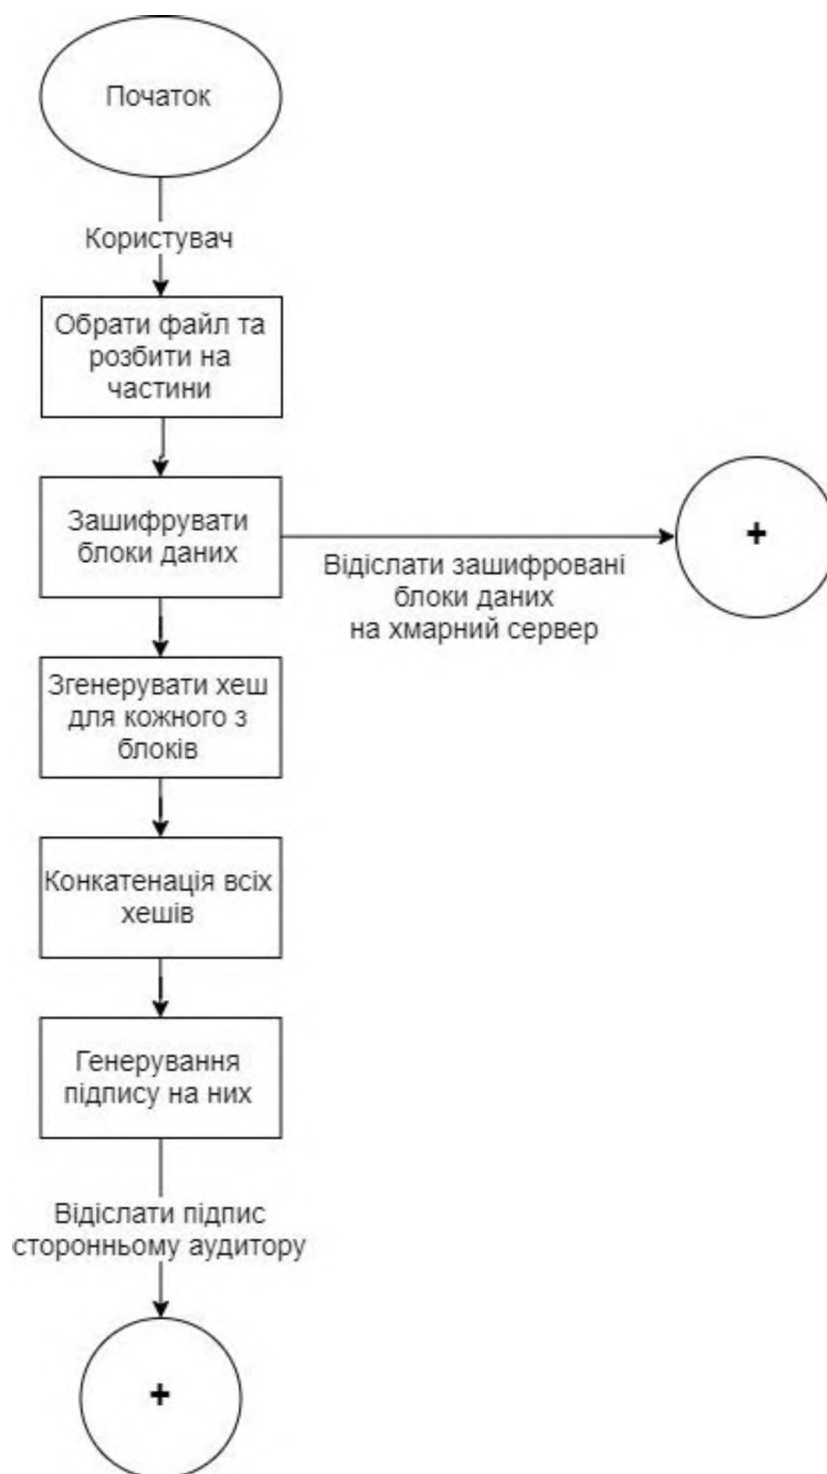 Початок
Користувач
Обрати файл та
розбити на
частини
Зашифрувати
блоки даних
Відіслати зашифровані
блоки даних
на хмарний сервер
+
Згенерувати хеш
для кожного з
блоків
Конкатенація всіх
хешів
Генерування
підпису на них
Відіслати підпис
сторонньому аудитору
+